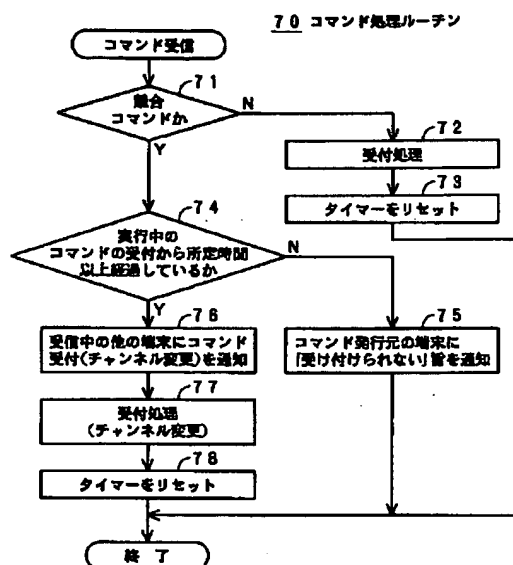 70 コマンド処理ルーチン
コマンド受信
71
競合
コマンドか
N
Y
72
受付処理
73
タイマーをリセット
74
実行中の
コマンドの受付から所定時間
以上経過しているか
N
Y
75
コマンド発行元の端末に
「受け付けられない」旨を通知
76
受信中の他の端末にコマンド
受付(チャンネル変更)を通知
77
受付処理
(チャンネル変更)
78
タイマーをリセット
終了